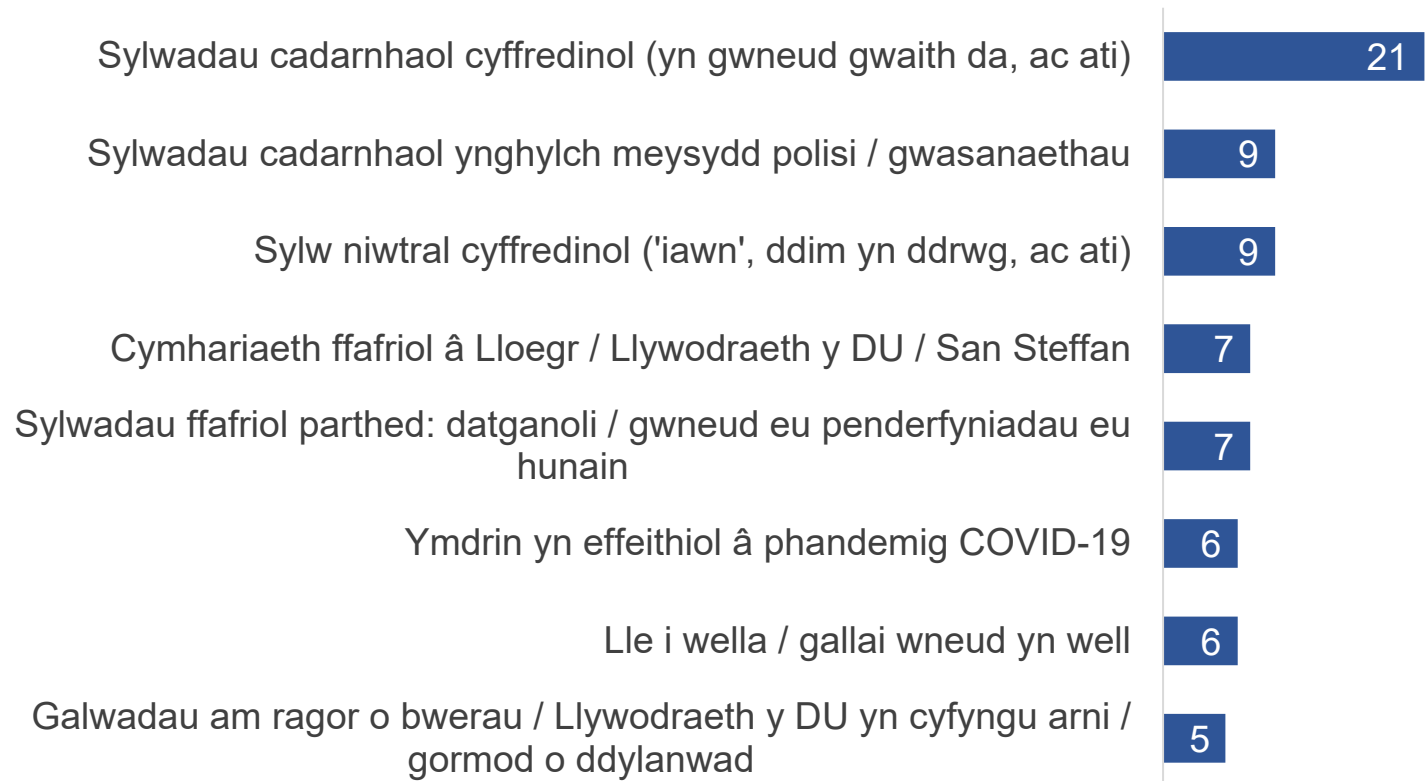 Sylwadau cadarnhaol cyffredinol (yn gwneud gwaith da, ac ati)
21
Sylwadau cadarnhaol ynghylch meysydd polisi / gwasanaethau
9
Sylw niwtral cyffredinol ('iawn', ddim yn ddrwg, ac ati)
9
Cymhariaeth ffafriol â Lloegr / Llywodraeth y DU / San Steffan
7
Sylwadau ffafriol parthed: datganoli / gwneud eu penderfyniadau eu
hunain
7
Ymdrin yn effeithiol â phandemig COVID-19
6
Lle i wella / gallai wneud yn well
6
Galwadau am ragor o bwerau / Llywodraeth y DU yn cyfyngu arni /
gormod o ddylanwad
5